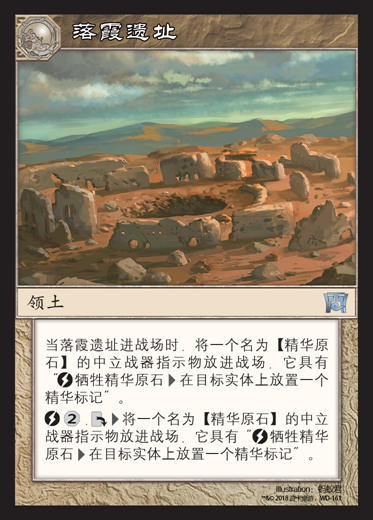 落霞遗址
领土
当落霞遗址进战场时，将一个名为【精华原
石】的中立战器指示物放进战场，它具有
“牺牲精华原石▶在目标实体上放置一个
精华标记”。
2，▶将一个名为【精华原石】的中立
战器指示物放进战场，它具有“牺牲精华
原石▶在目标实体上放置一个精华标记”。
illustration：
™&© 2018 WD-161